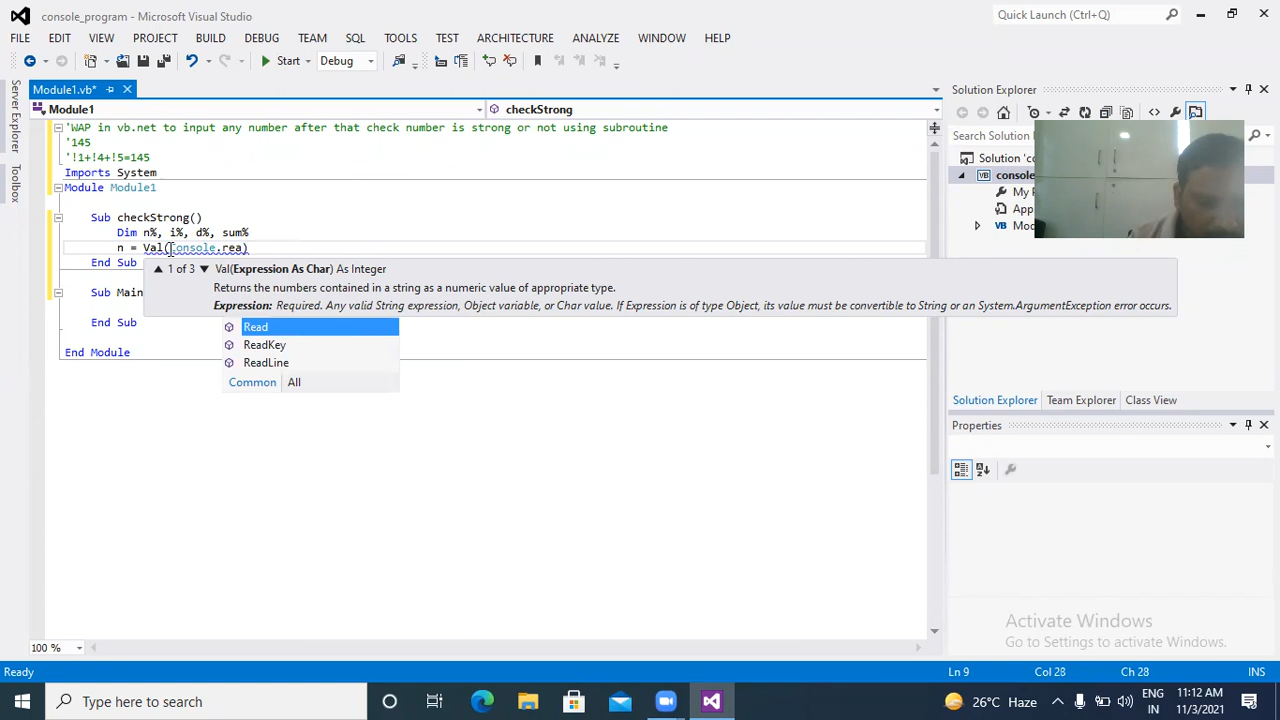 console_program - Microsoft Visual Studio
Quick Launch (Ctrl+Q)
FILE EDIT VIEW PROJECT BUILD DEBUG TEAM SQL TOOLS TEST ARCHITECTURE ANALYZE WINDOW HELP
Start Debug
Server Explorer
Toolbox
Module1.vb*
Module1 checkStrong
'WAP in vb.net to input any number after that check number is strong or not using subroutine
'145
'!1+!4+!5=145
Imports System
Module Module1
Sub checkStrong()
Dim n%, i%, d%, sum%
n = Val(Console.rea)
End Sub
1 of 3 Val(Expression As Char) As Integer
Returns the numbers contained in a string as a numeric value of appropriate type.
Expression: Required. Any valid String expression, Object variable, or Char value. If Expression is of type Object, its value must be convertible to String or an System.ArgumentException error occurs.
Sub Main
End Sub
End Module
Read
ReadKey
ReadLine
Common All
100 %
Solution Explorer
Search Solution
Solution 'co
conso
My
App
Mo
Solution Explorer Team Explorer Class View
Properties
Activate Windows
Go to Settings to activate Windows.
Ready Ln 9 Col 28 Ch 28 INS
Type here to search
26°C Haze
ENG
IN
11:12 AM
11/3/2021